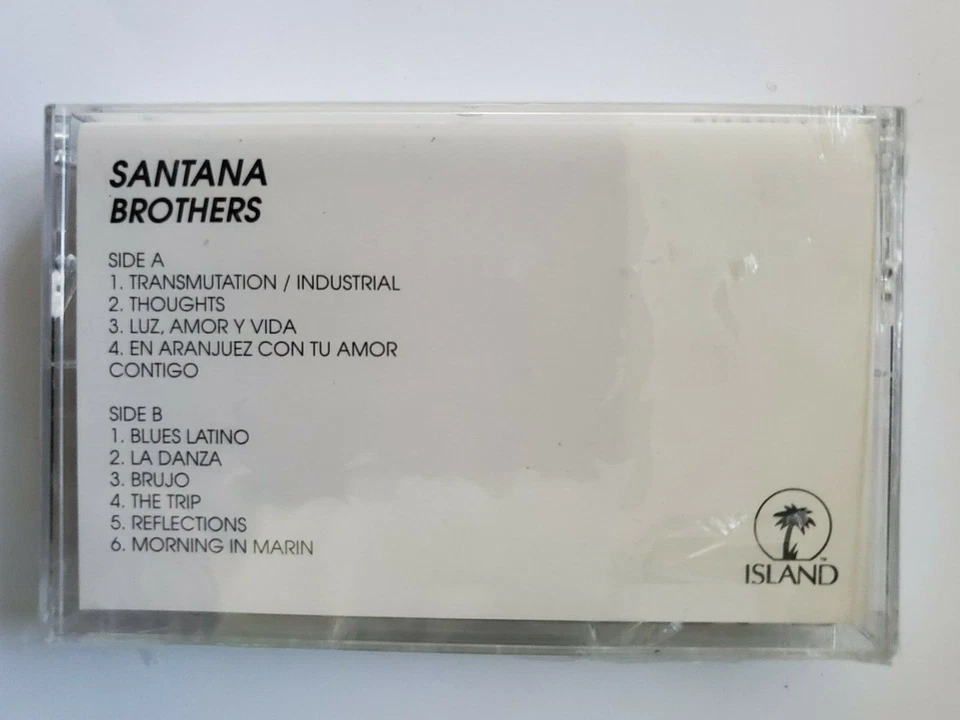 SANTANA
BROTHERS
SIDE A
1. TRANSMUTATION / INDUSTRIAL
2. THOUGHTS
3. LUZ, AMOR Y VIDA
4. EN ARANJUEZ CON TU AMOR
CONTIGO
SIDE B
1. BLUES LATINO
2. LA DANZA
3. BRUJO
4. THE TRIP
5. REFLECTIONS
6. MORNING IN MARIN
ISLAND
TM